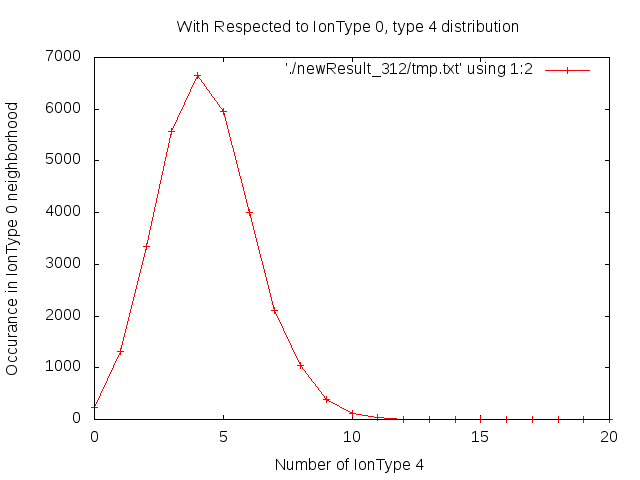 With Respected to IonType 0, type 4 distribution
'./newResult_312/tmp.txt' using 1:2
Occurance in IonType 0 neighborhood
7000
6000
5000
4000
3000
2000
1000
0
0 5 10 15 20
Number of IonType 4